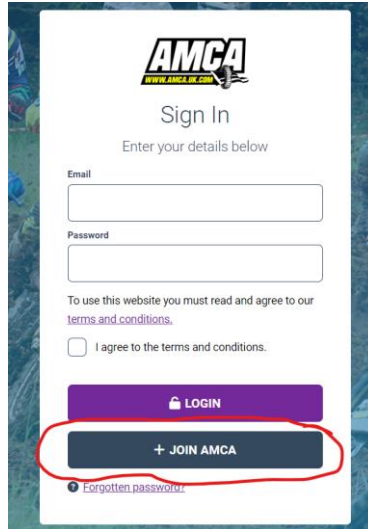 AMCA
WWW.AMCA.UK.COM
Sign In
Enter your details below
Email
Password
To use this website you must read and agree to our
terms and conditions.
I agree to the terms and conditions.
LOGIN
+ JOIN AMCA
Forgotten password?